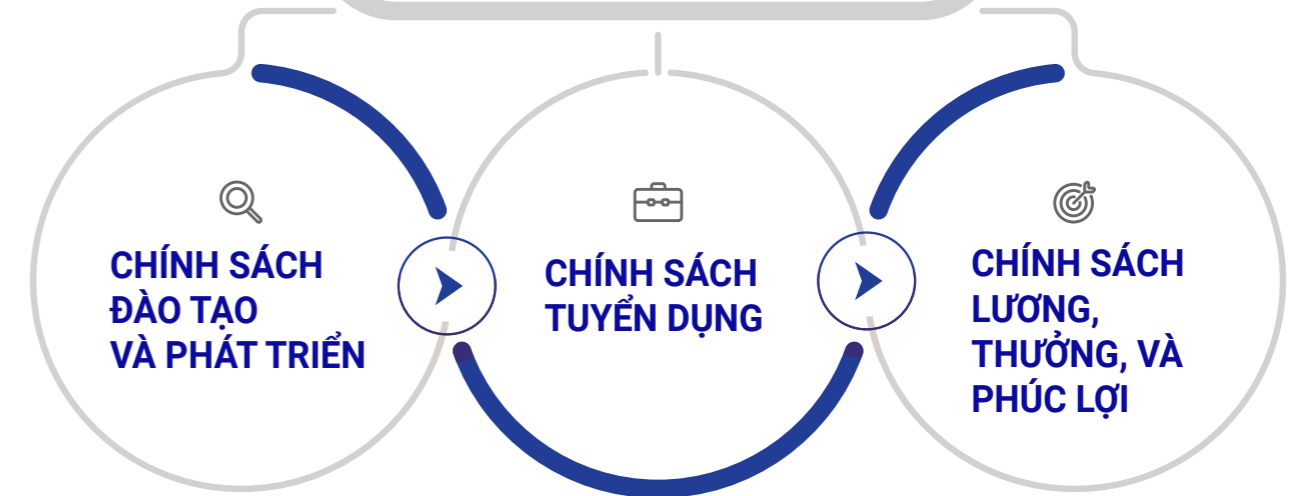 CHÍNH SÁCH
ĐÀO TẠO
VÀ PHÁT TRIỂN
CHÍNH SÁCH
TUYỂN DỤNG
CHÍNH SÁCH
LƯƠNG,
THƯỞNG, VÀ
PHÚC LỢI